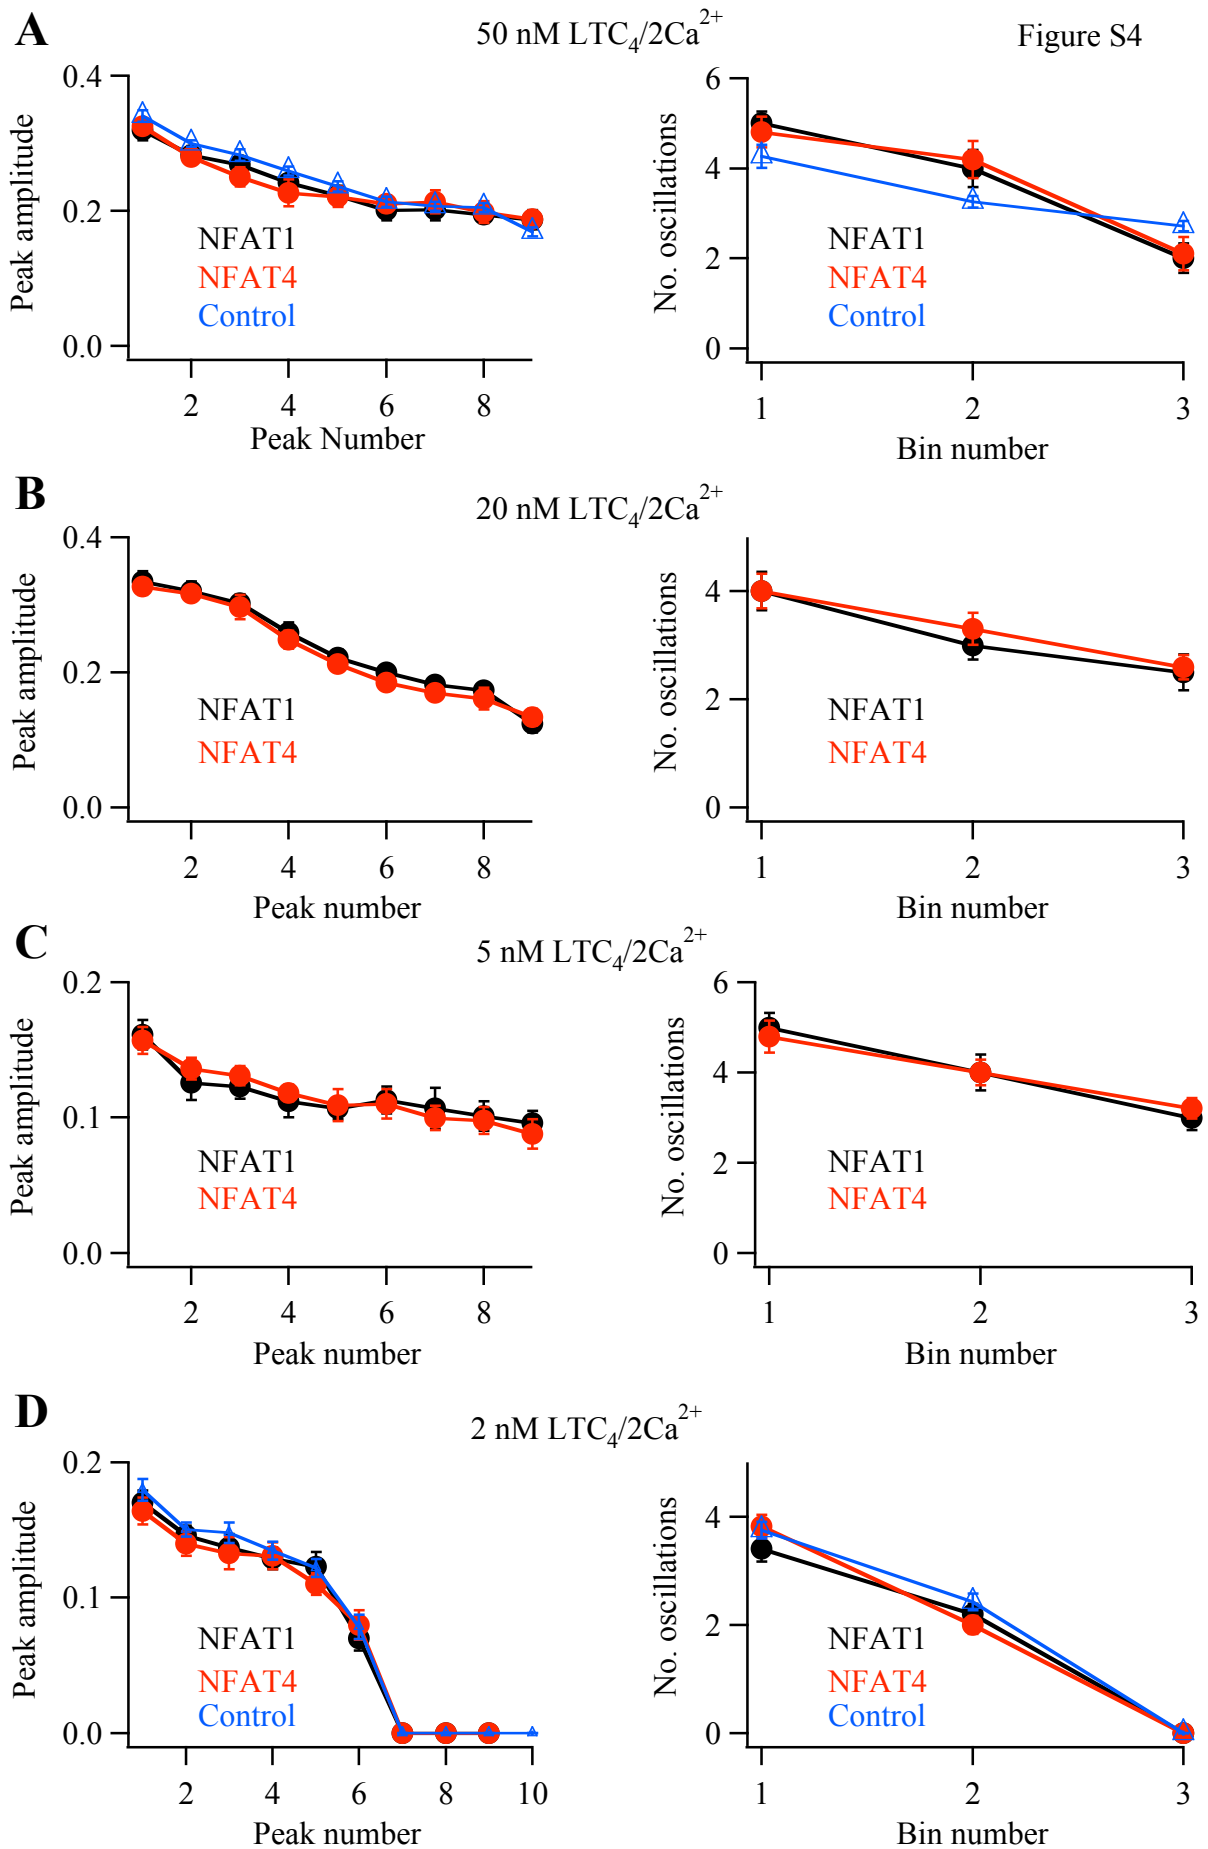 A
50 nM LTC4/2Ca2+
Figure S4
Peak amplitude
0.4
0.2
0.0
NFAT1
NFAT4
Control
2 4 6 8
Peak Number
No. oscillations
6
4
2
0
NFAT1
NFAT4
Control
1 2 3
Bin number
B
20 nM LTC4/2Ca2+
Peak amplitude
0.4
0.2
0.0
NFAT1
NFAT4
2 4 6 8
Peak number
No. oscillations
4
2
0
NFAT1
NFAT4
1 2 3
Bin number
C
5 nM LTC4/2Ca2+
Peak amplitude
0.2
0.1
0.0
NFAT1
NFAT4
2 4 6 8
Peak number
No. oscillations
6
4
2
0
NFAT1
NFAT4
1 2 3
Bin number
D
2 nM LTC4/2Ca2+
Peak amplitude
0.2
0.1
0.0
NFAT1
NFAT4
Control
2 4 6 8 10
Peak number
No. oscillations
4
2
0
NFAT1
NFAT4
Control
1 2 3
Bin number